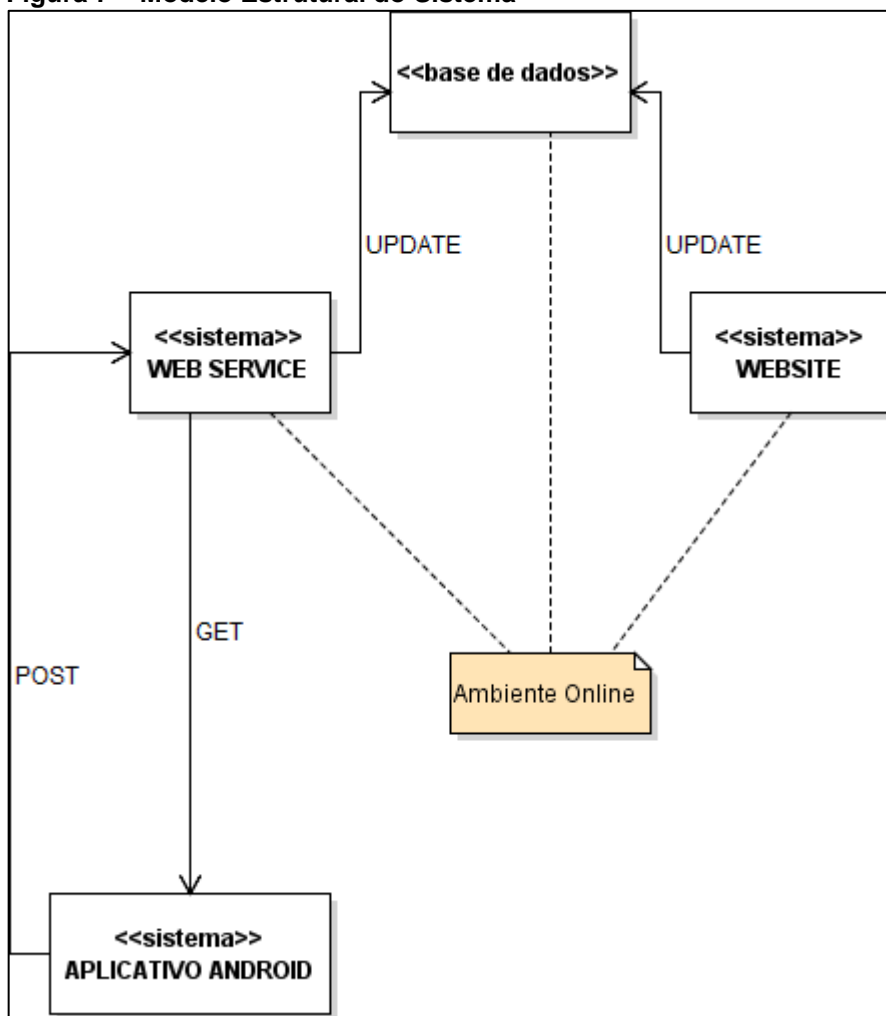 Modelo Estrutural do Sistema
<<base de dados>>
UPDATE
UPDATE
<<sistema>>
WEB SERVICE
<<sistema>>
WEBSITE
GET
POST
Ambiente Online
<<sistema>>
APLICATIVO ANDROID